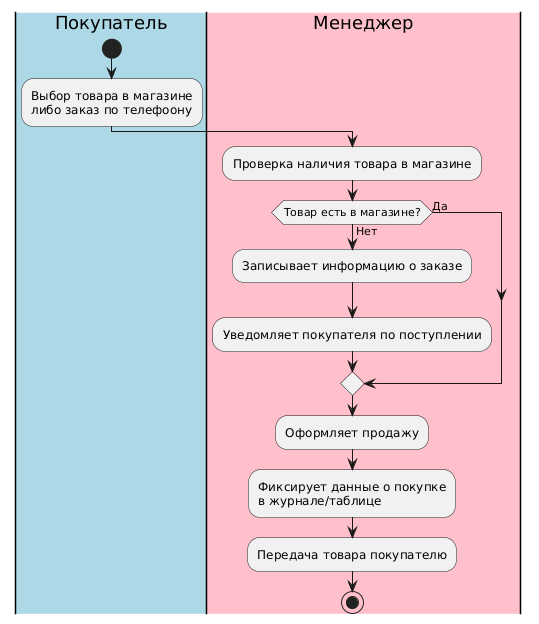 Покупатель
Менеджер
Выбор товара в магазине
либо заказ по телефоону
Проверка наличия товара в магазине
Товар есть в магазине?
Да
Нет
Записывает информацию о заказе
Уведомляет покупателя по поступлении
Оформляет продажу
Фиксирует данные о покупке
в журнале/таблице
Передача товара покупателю